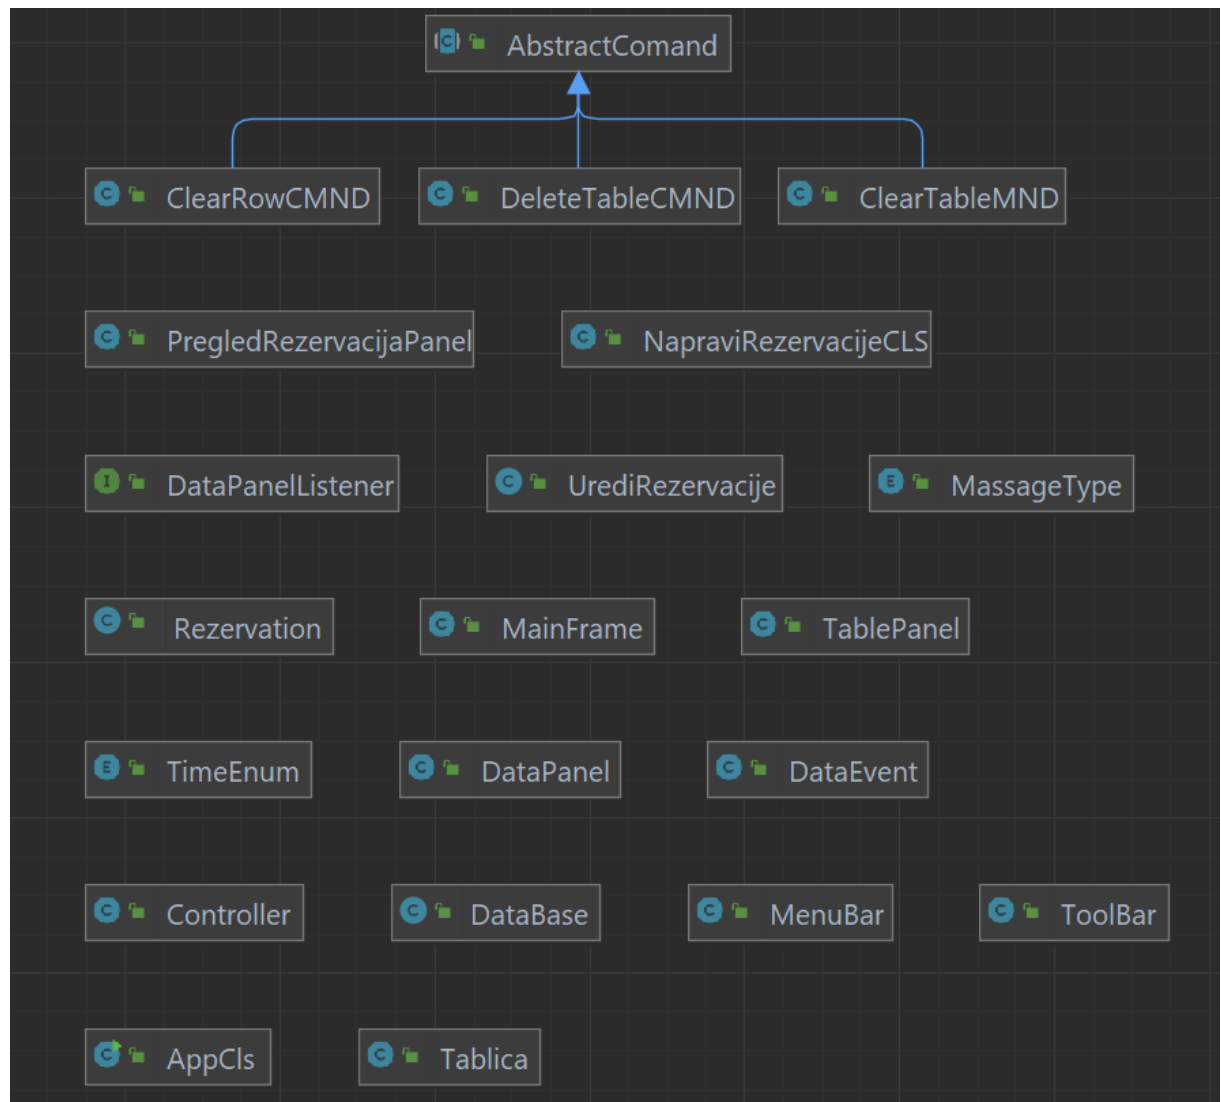 AbstractComand
ClearRowCMND DeleteTableCMND ClearTableMND
PregledRezervacijaPanel NapraviRezervacijeCLS
DataPanelListener UrediRezervacije MassageType
Rezervation MainFrame TablePanel
TimeEnum DataPanel DataEvent
Controller DataBase MenuBar ToolBar
AppCls Tablica